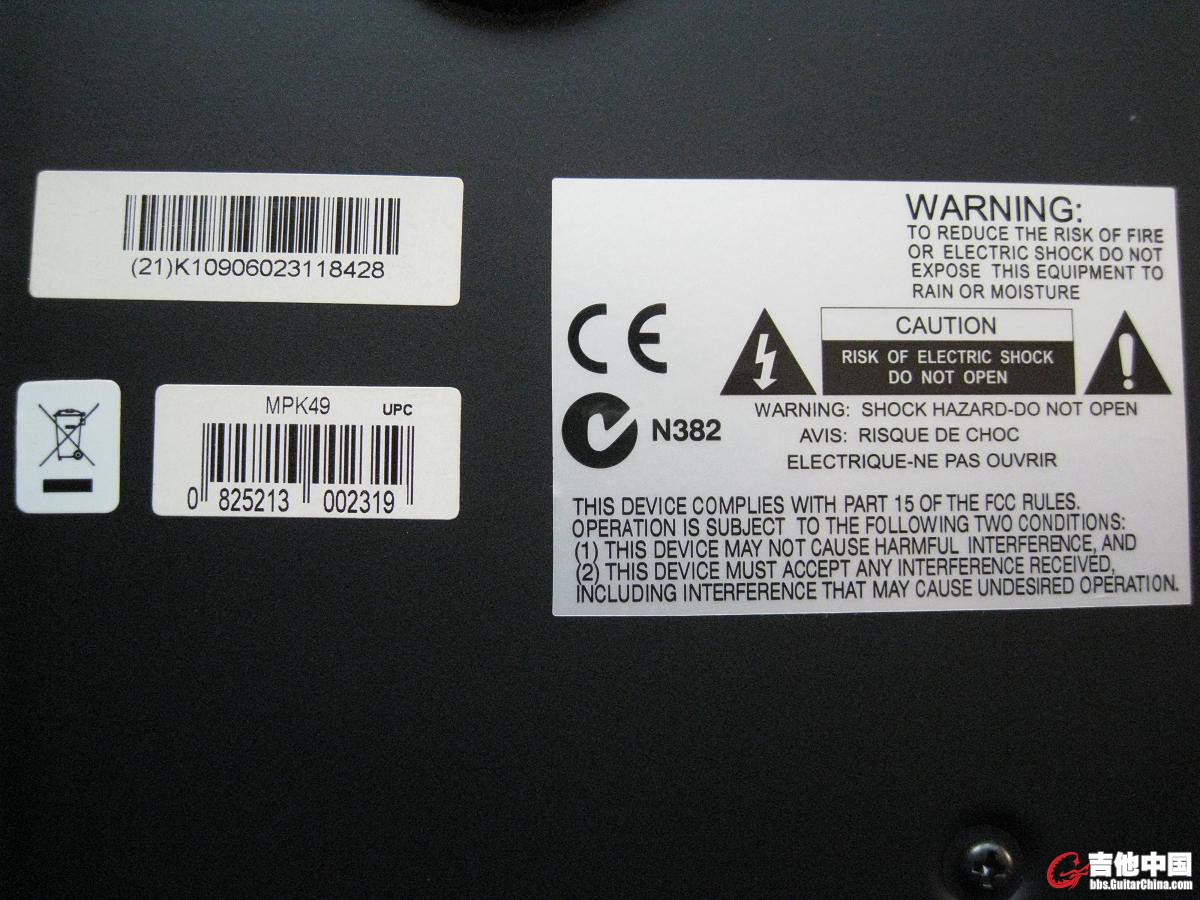 (21)K10906023118428
MPK49 UPC
0 825213 002319
WARNING:
TO REDUCE THE RISK OF FIRE
OR ELECTRIC SHOCK DO NOT
EXPOSE THIS EQUIPMENT TO
RAIN OR MOISTURE
CE
CAUTION
RISK OF ELECTRIC SHOCK
DO NOT OPEN
N382
WARNING: SHOCK HAZARD-DO NOT OPEN
AVIS: RISQUE DE CHOC
ELECTRIQUE-NE PAS OUVRIR
THIS DEVICE COMPLIES WITH PART 15 OF THE FCC RULES.
OPERATION IS SUBJECT TO THE FOLLOWING TWO CONDITIONS:
(1) THIS DEVICE MAY NOT CAUSE HARMFUL INTERFERENCE, AND
(2) THIS DEVICE MUST ACCEPT ANY INTERFERENCE RECEIVED,
INCLUDING INTERFERENCE THAT MAY CAUSE UNDESIRED OPERATION.
吉他中国
bbs.GuitarChina.com